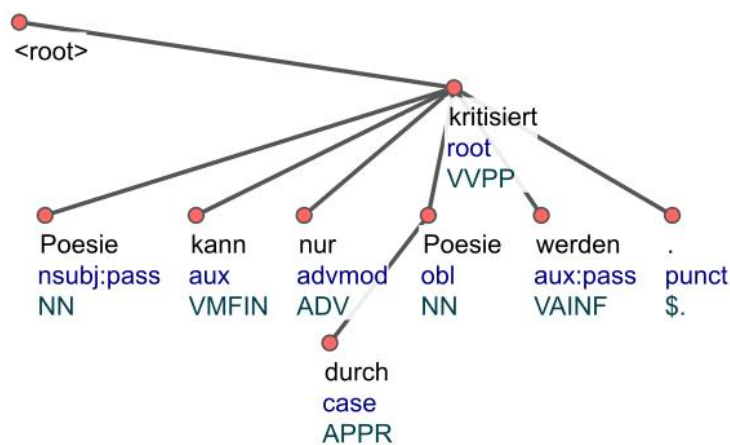 <root>
kritisiert
root
VVPP
Poesie kann nur Poesie werden .
nsubj:pass aux advmod obl aux:pass punct
NN VMFIN ADV NN VAINF $.
durch
case
APPR